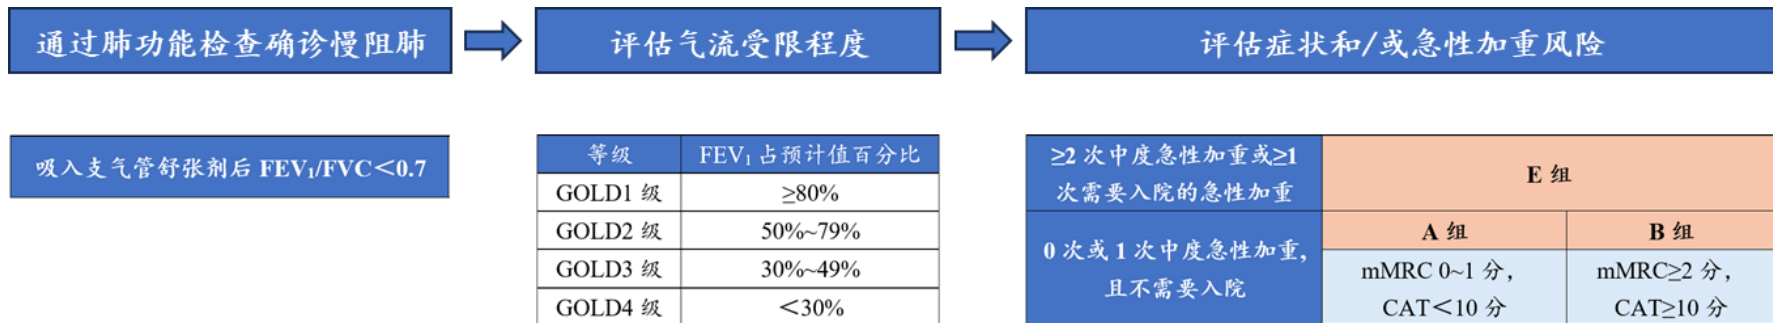 通过肺功能检查确诊慢阻肺
评估气流受限程度
评估症状和/或急性加重风险
吸入支气管舒张剂后 FEV₁/FVC＜0.7
等级 FEV₁ 占预计值百分比
GOLD1 级 ≥80%
GOLD2 级 50%~79%
GOLD3 级 30%~49%
GOLD4 级 ＜30%
≥2 次中度急性加重或≥1
次需要入院的急性加重
E 组
0 次或 1 次中度急性加重，
且不需要入院
A 组
mMRC 0~1 分，
CAT＜10 分
B 组
mMRC≥2 分，
CAT≥10 分